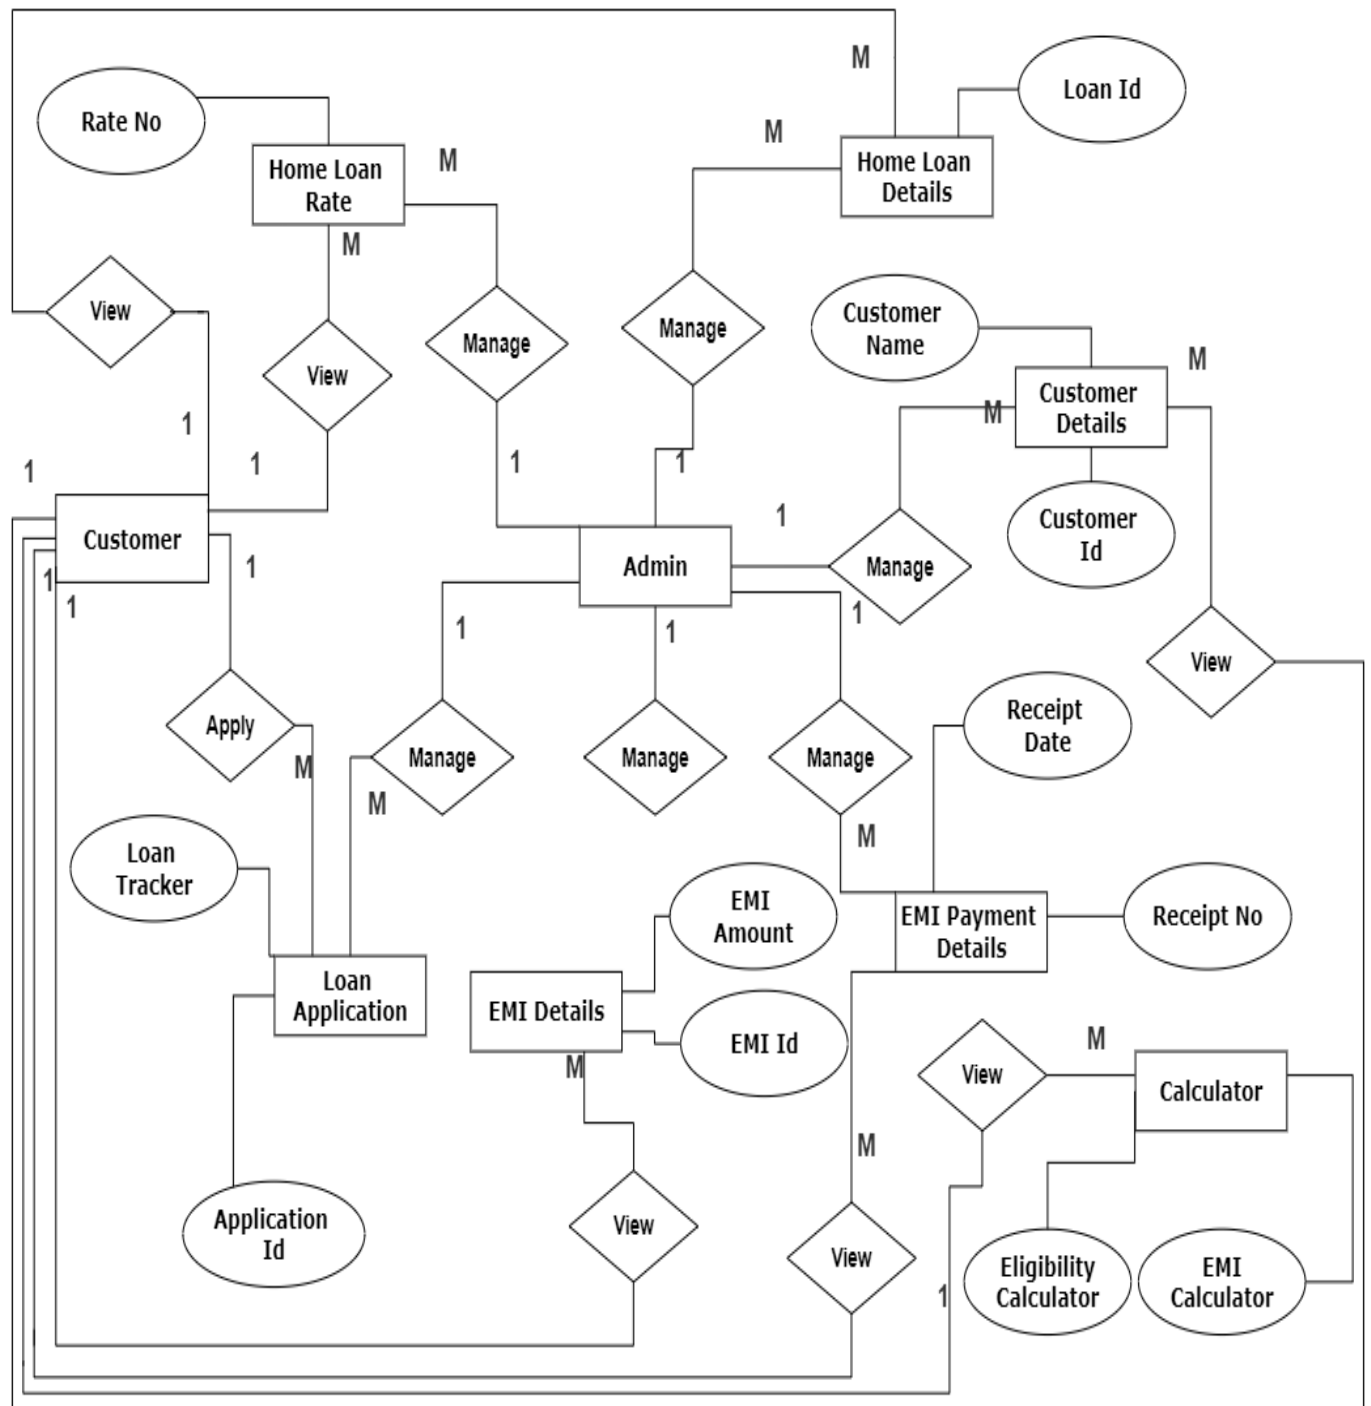 M
Loan Id
Rate No
M
Home Loan
Rate
M
Home Loan
Details
M
View
Manage
Manage
Customer
Name
View
M
Customer
Details
M
1
1
1
1
1
Customer
1
Customer
Id
Admin
Manage
1
1
1
1
1
1
View
Apply
M
Manage
M
Manage
Manage
M
Receipt
Date
Loan
Tracker
EMI
Amount
EMI Payment
Details
Receipt No
Loan
Application
EMI Details
M
EMI Id
View
M
Calculator
M
Application
Id
View
View
1
Eligibility
Calculator
EMI
Calculator